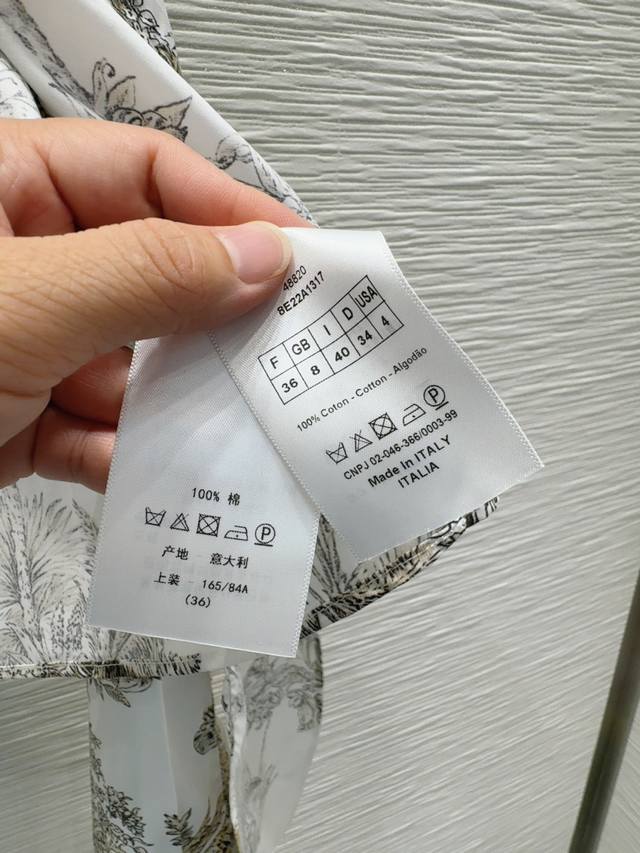 48820
8E22A1317
F GB I D USA
36 8 40 34 4
100% Coton - Cotton - Algodão
P
CNPJ 02-046-366/0003-99
Made in ITALY
ITALIA
100% 棉
P
产地 意大利
上装 - 165/84A
(36)